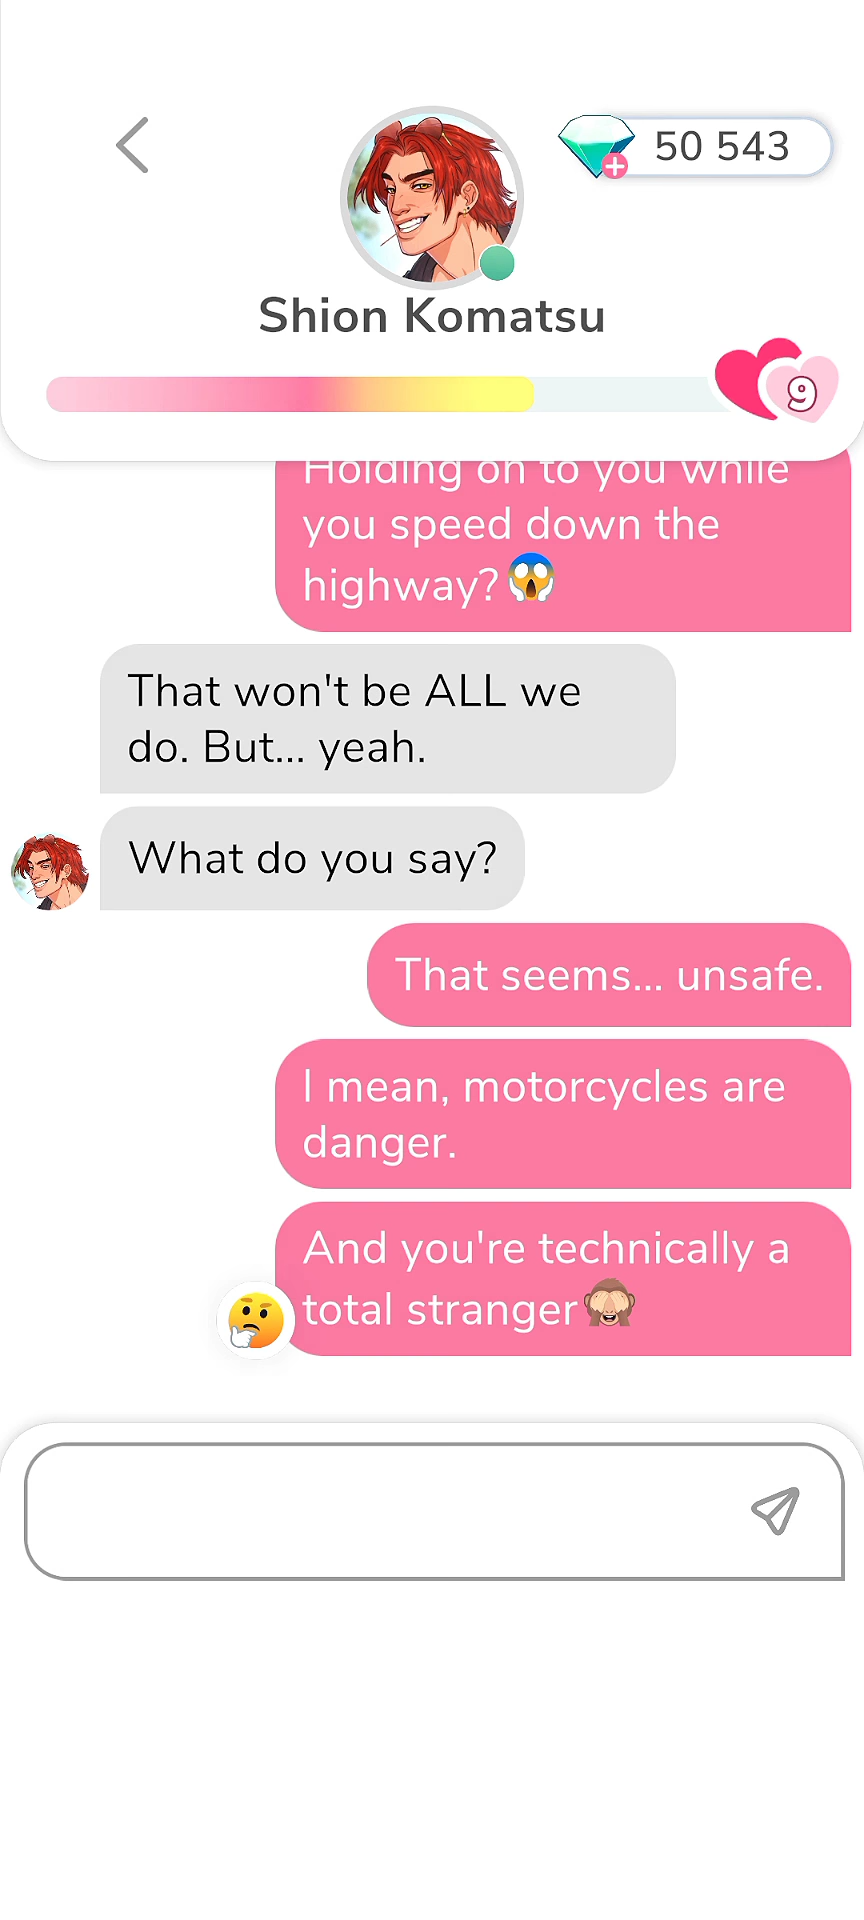 50 543
Shion Komatsu
9
Holding on to you while
you speed down the
highway?😱
That won't be ALL we
do. But... yeah.
What do you say?
That seems... unsafe.
I mean, motorcycles are
danger.
And you're technically a
total stranger🙈